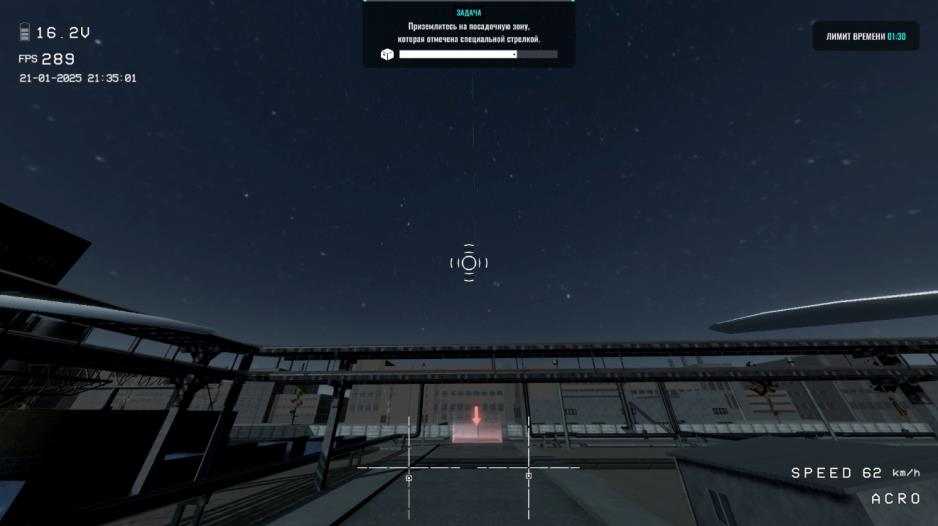 16.2V
FPS 289
21-01-2025 21:35:01
ЗАДАЧА
Приземлитесь на посадочную зону,
которая отмечена специальной стрелкой.
ЛИМИТ ВРЕМЕНИ 01:30
SPEED 62 км/h
ACRO